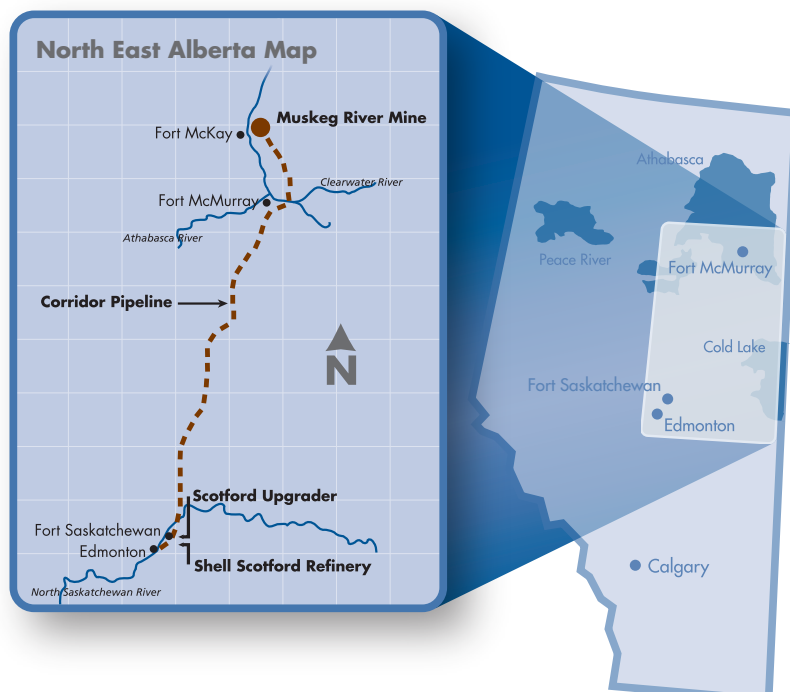 North East Alberta Map
Muskeg River Mine
Fort McKay
Clearwater River
Fort McMurray
Athabasca River
Corridor Pipeline
N
Scotford Upgrader
Fort Saskatchewan
Edmonton
Shell Scotford Refinery
North Saskatchewan River
Athabasca
Peace River
Fort McMurray
Cold Lake
Fort Saskatchewan
Edmonton
Calgary